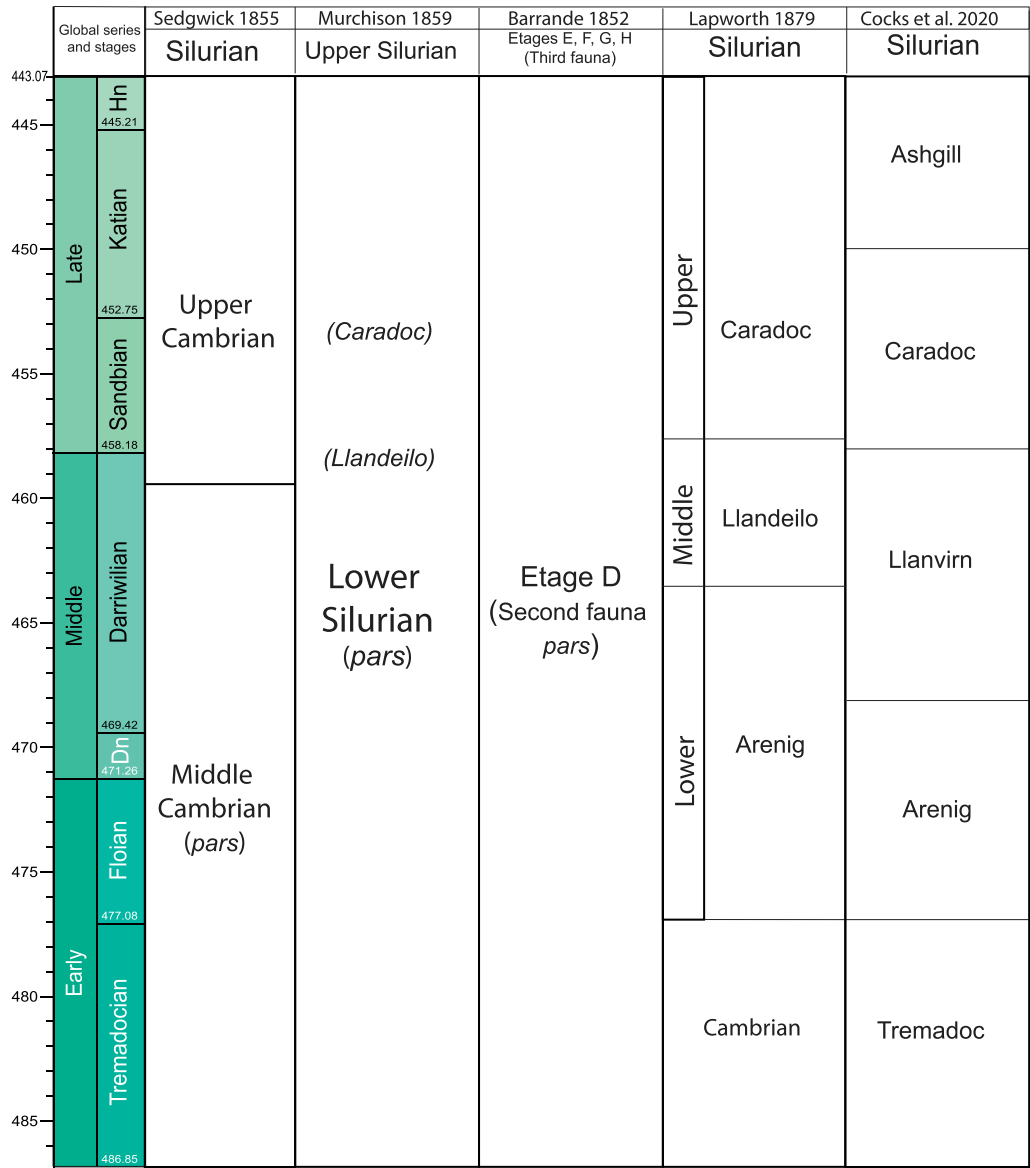 Global series
and stages
Sedgwick 1855
Silurian
Murchison 1859
Upper Silurian
Barrande 1852
Etages E, F, G, H
(Third fauna)
Lapworth 1879
Silurian
Cocks et al. 2020
Silurian
443.07
445
450
455
460
465
470
475
480
485
Late
Middle
Early
Hn
445.21
Katian
452.75
Sandbian
458.18
Darriwilian
469.42
Dn
471.26
Floian
477.08
Tremadocian
486.85
Upper
Cambrian
Middle
Cambrian
(pars)
(Caradoc)
(Llandeilo)
Lower
Silurian
(pars)
Etage D
(Second fauna
pars)
Upper
Middle
Lower
Caradoc
Llandeilo
Arenig
Cambrian
Ashgill
Caradoc
Llanvirn
Arenig
Tremadoc